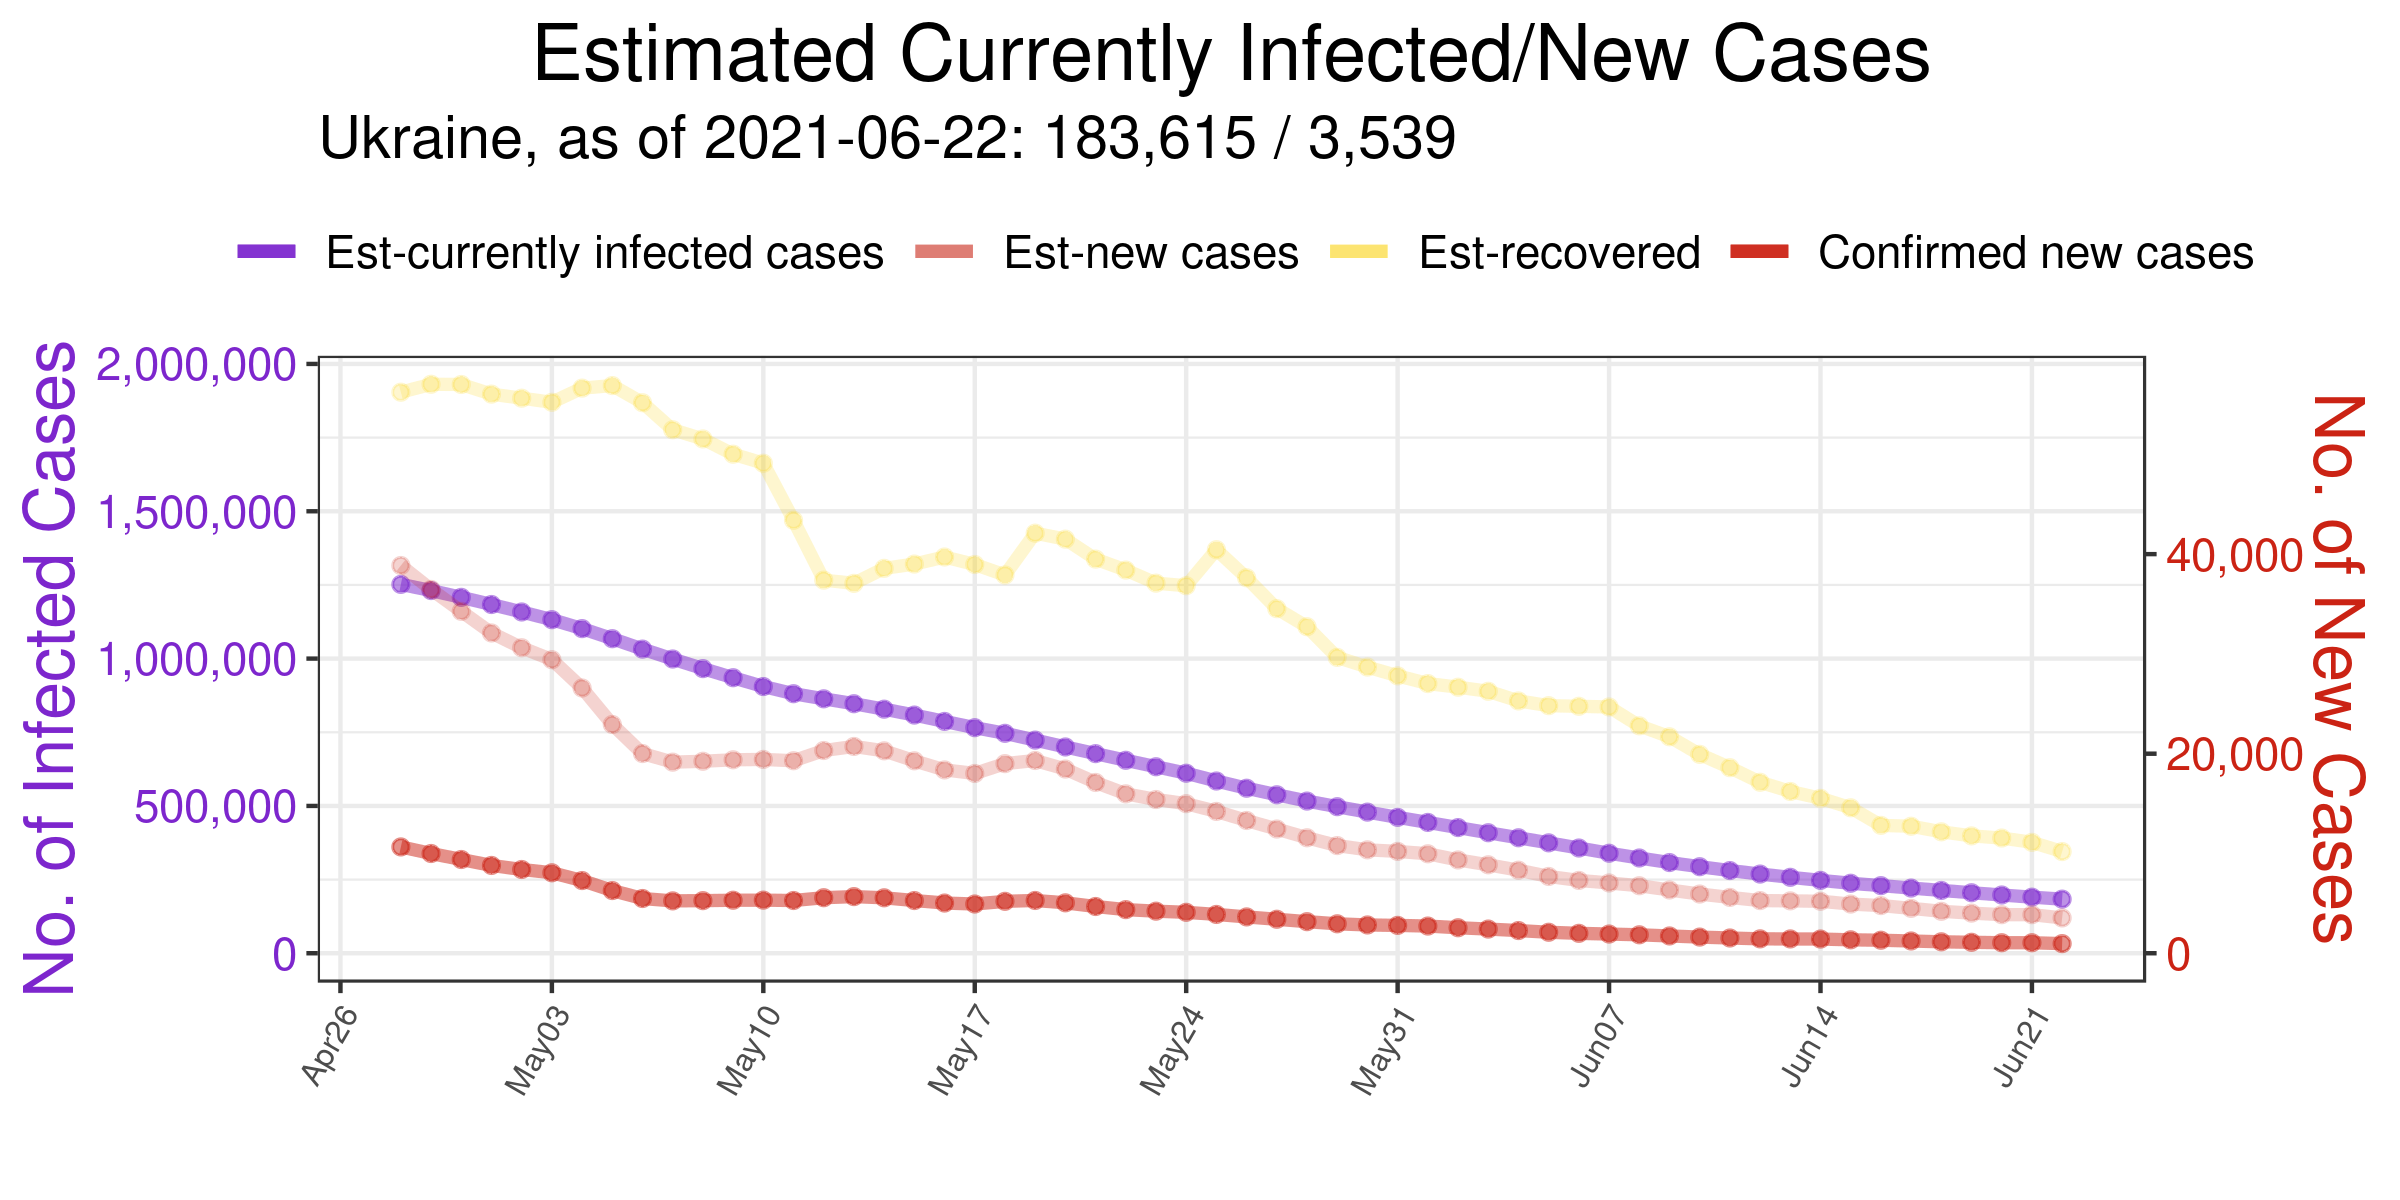 Estimated Currently Infected/New Cases
Ukraine, as of 2021-06-22: 183,615 / 3,539
Est-currently infected cases Est-new cases Est-recovered Confirmed new cases
No. of Infected Cases
2,000,000
1,500,000
1,000,000
500,000
0
No. of New Cases
40,000
20,000
0
Apr26 May03 May10 May17 May24 May31 Jun07 Jun14 Jun21